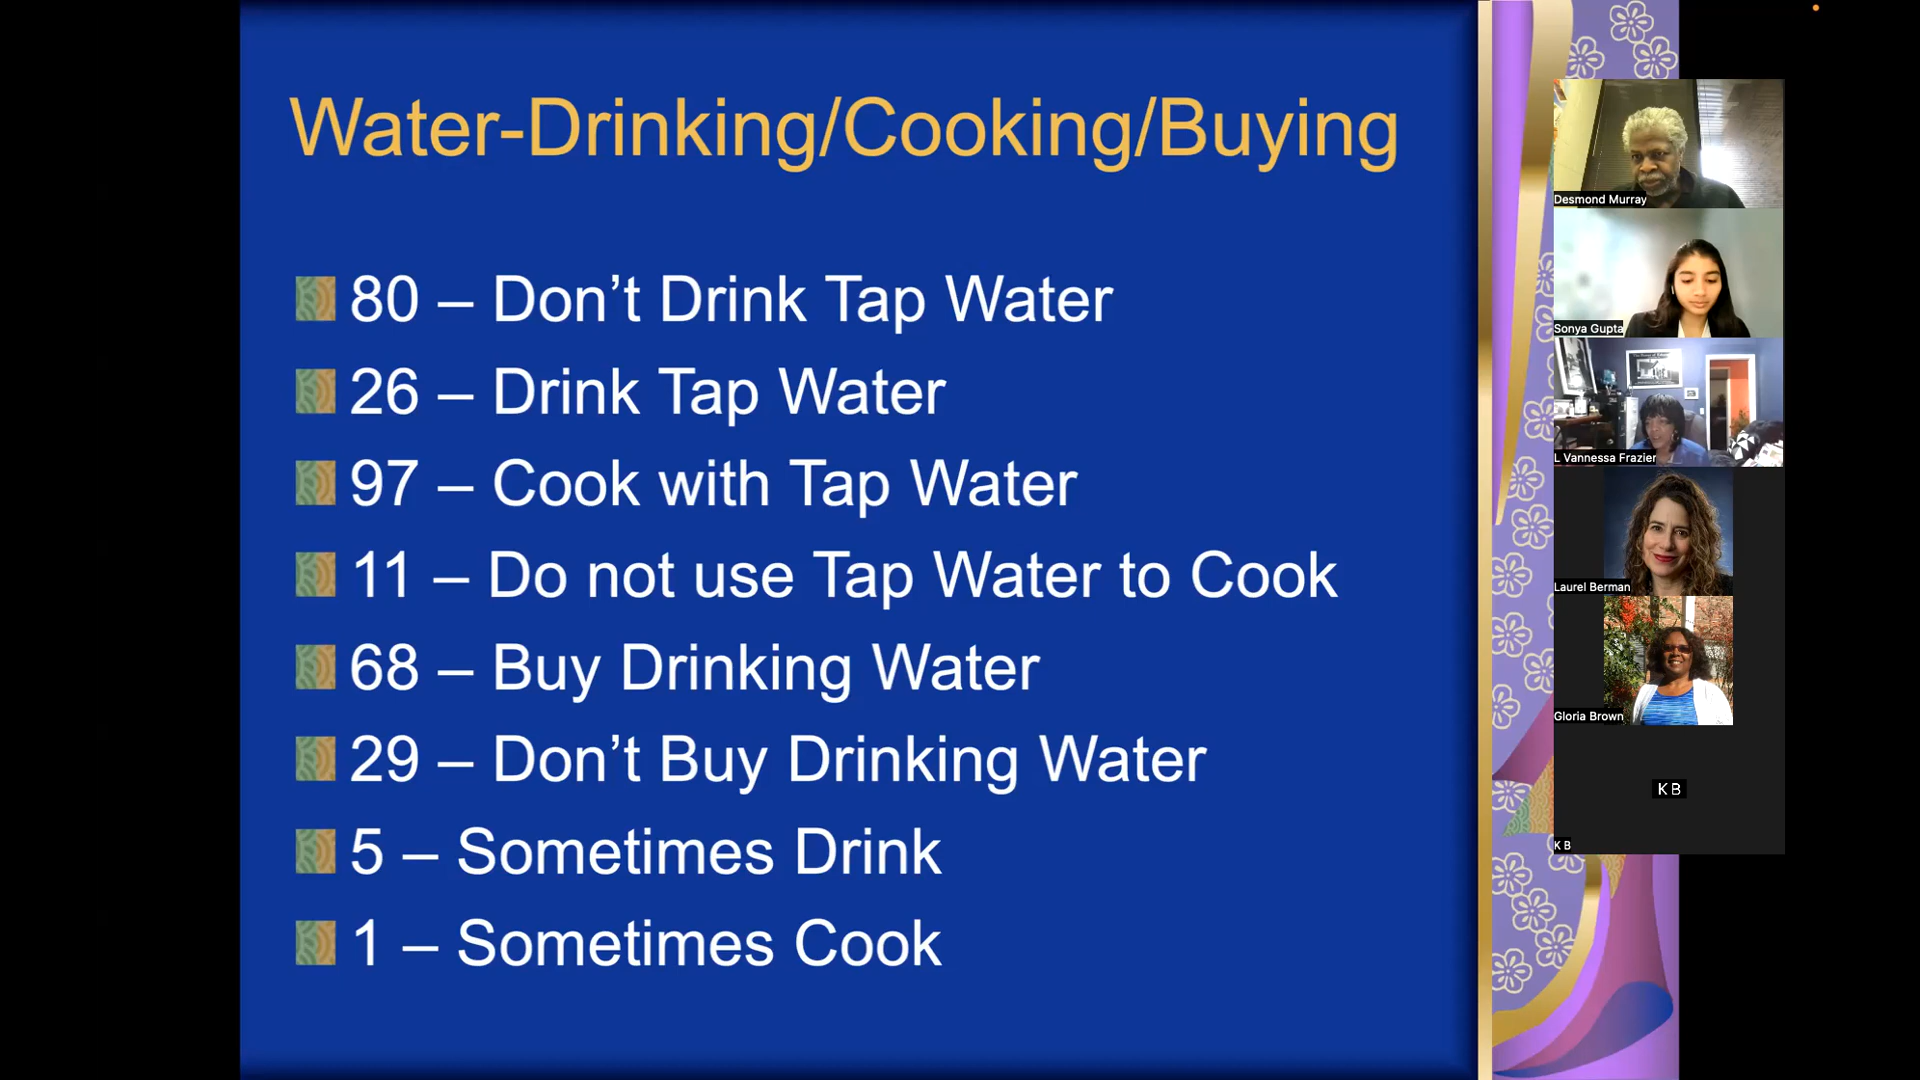 Water-Drinking/Cooking/Buying
80 – Don’t Drink Tap Water
26 – Drink Tap Water
97 – Cook with Tap Water
11 – Do not use Tap Water to Cook
68 – Buy Drinking Water
29 – Don’t Buy Drinking Water
5 – Sometimes Drink
1 – Sometimes Cook
Desmond Murray
Sonya Gupta
L Vannessa Frazier
Laurel Berman
Gloria Brown
K B
K B